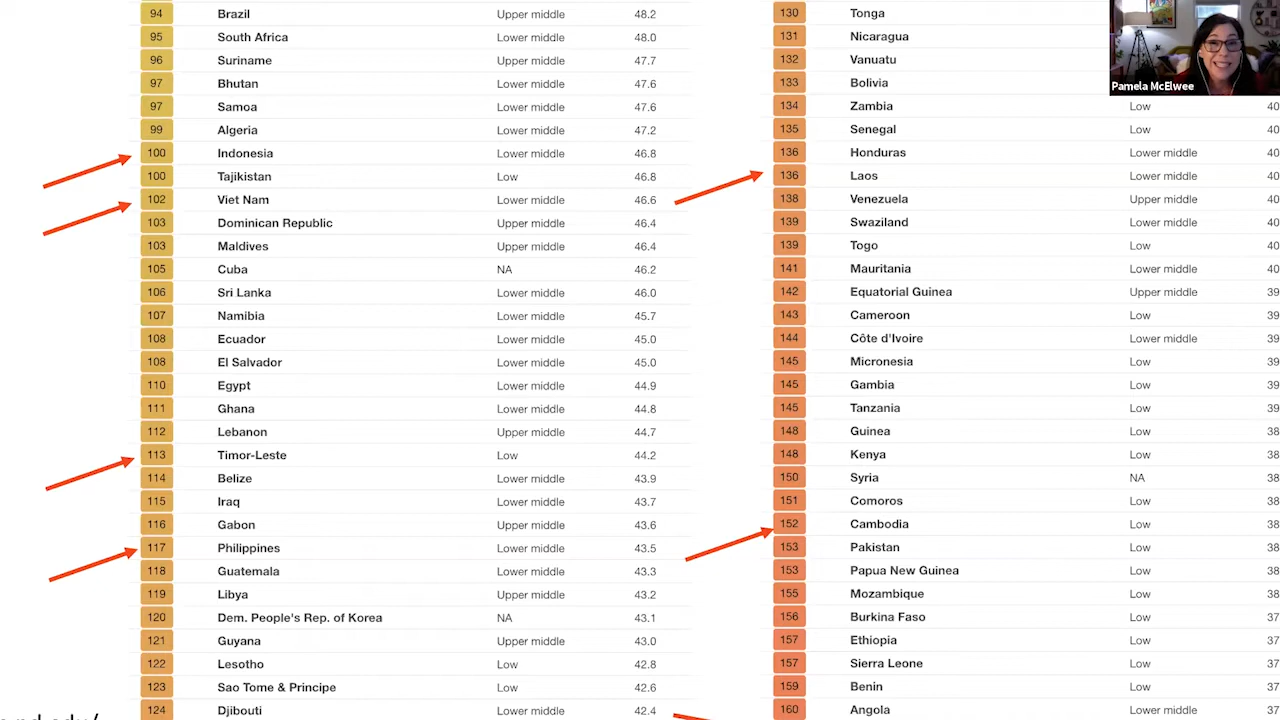 94 Brazil Upper middle 48.2
95 South Africa Lower middle 48.0
96 Suriname Upper middle 47.7
97 Bhutan Lower middle 47.6
97 Samoa Lower middle 47.6
99 Algeria Lower middle 47.2
100 Indonesia Lower middle 46.8
100 Tajikistan Low 46.8
102 Viet Nam Lower middle 46.6
103 Dominican Republic Upper middle 46.4
103 Maldives Upper middle 46.4
105 Cuba NA 46.2
106 Sri Lanka Lower middle 46.0
107 Namibia Lower middle 45.7
108 Ecuador Lower middle 45.0
108 El Salvador Lower middle 45.0
110 Egypt Lower middle 44.9
111 Ghana Lower middle 44.8
112 Lebanon Upper middle 44.7
113 Timor-Leste Low 44.2
114 Belize Lower middle 43.9
115 Iraq Lower middle 43.7
116 Gabon Upper middle 43.6
117 Philippines Lower middle 43.5
118 Guatemala Lower middle 43.3
119 Libya Upper middle 43.2
120 Dem. People's Rep. of Korea NA 43.1
121 Guyana Upper middle 43.0
122 Lesotho Low 42.8
123 Sao Tome & Principe Low 42.6
124 Djibouti Lower middle 42.4
130 Tonga
131 Nicaragua
132 Vanuatu
133 Bolivia
134 Zambia Low 40
135 Senegal Low 40
136 Honduras Lower middle 40
136 Laos Lower middle 40
138 Venezuela Upper middle 40
139 Swaziland Lower middle 40
139 Togo Low 40
141 Mauritania Lower middle 40
142 Equatorial Guinea Upper middle 39
143 Cameroon Low 39
144 Côte d'Ivoire Lower middle 39
145 Micronesia Low 39
145 Gambia Low 39
145 Tanzania Low 39
148 Guinea Low 38
148 Kenya Low 38
150 Syria NA 38
151 Comoros Low 38
152 Cambodia Low 38
153 Pakistan Low 38
153 Papua New Guinea Low 38
155 Mozambique Low 38
156 Burkina Faso Low 37
157 Ethiopia Low 37
157 Sierra Leone Low 37
159 Benin Low 37
160 Angola Lower middle 37
Pamela McElwee